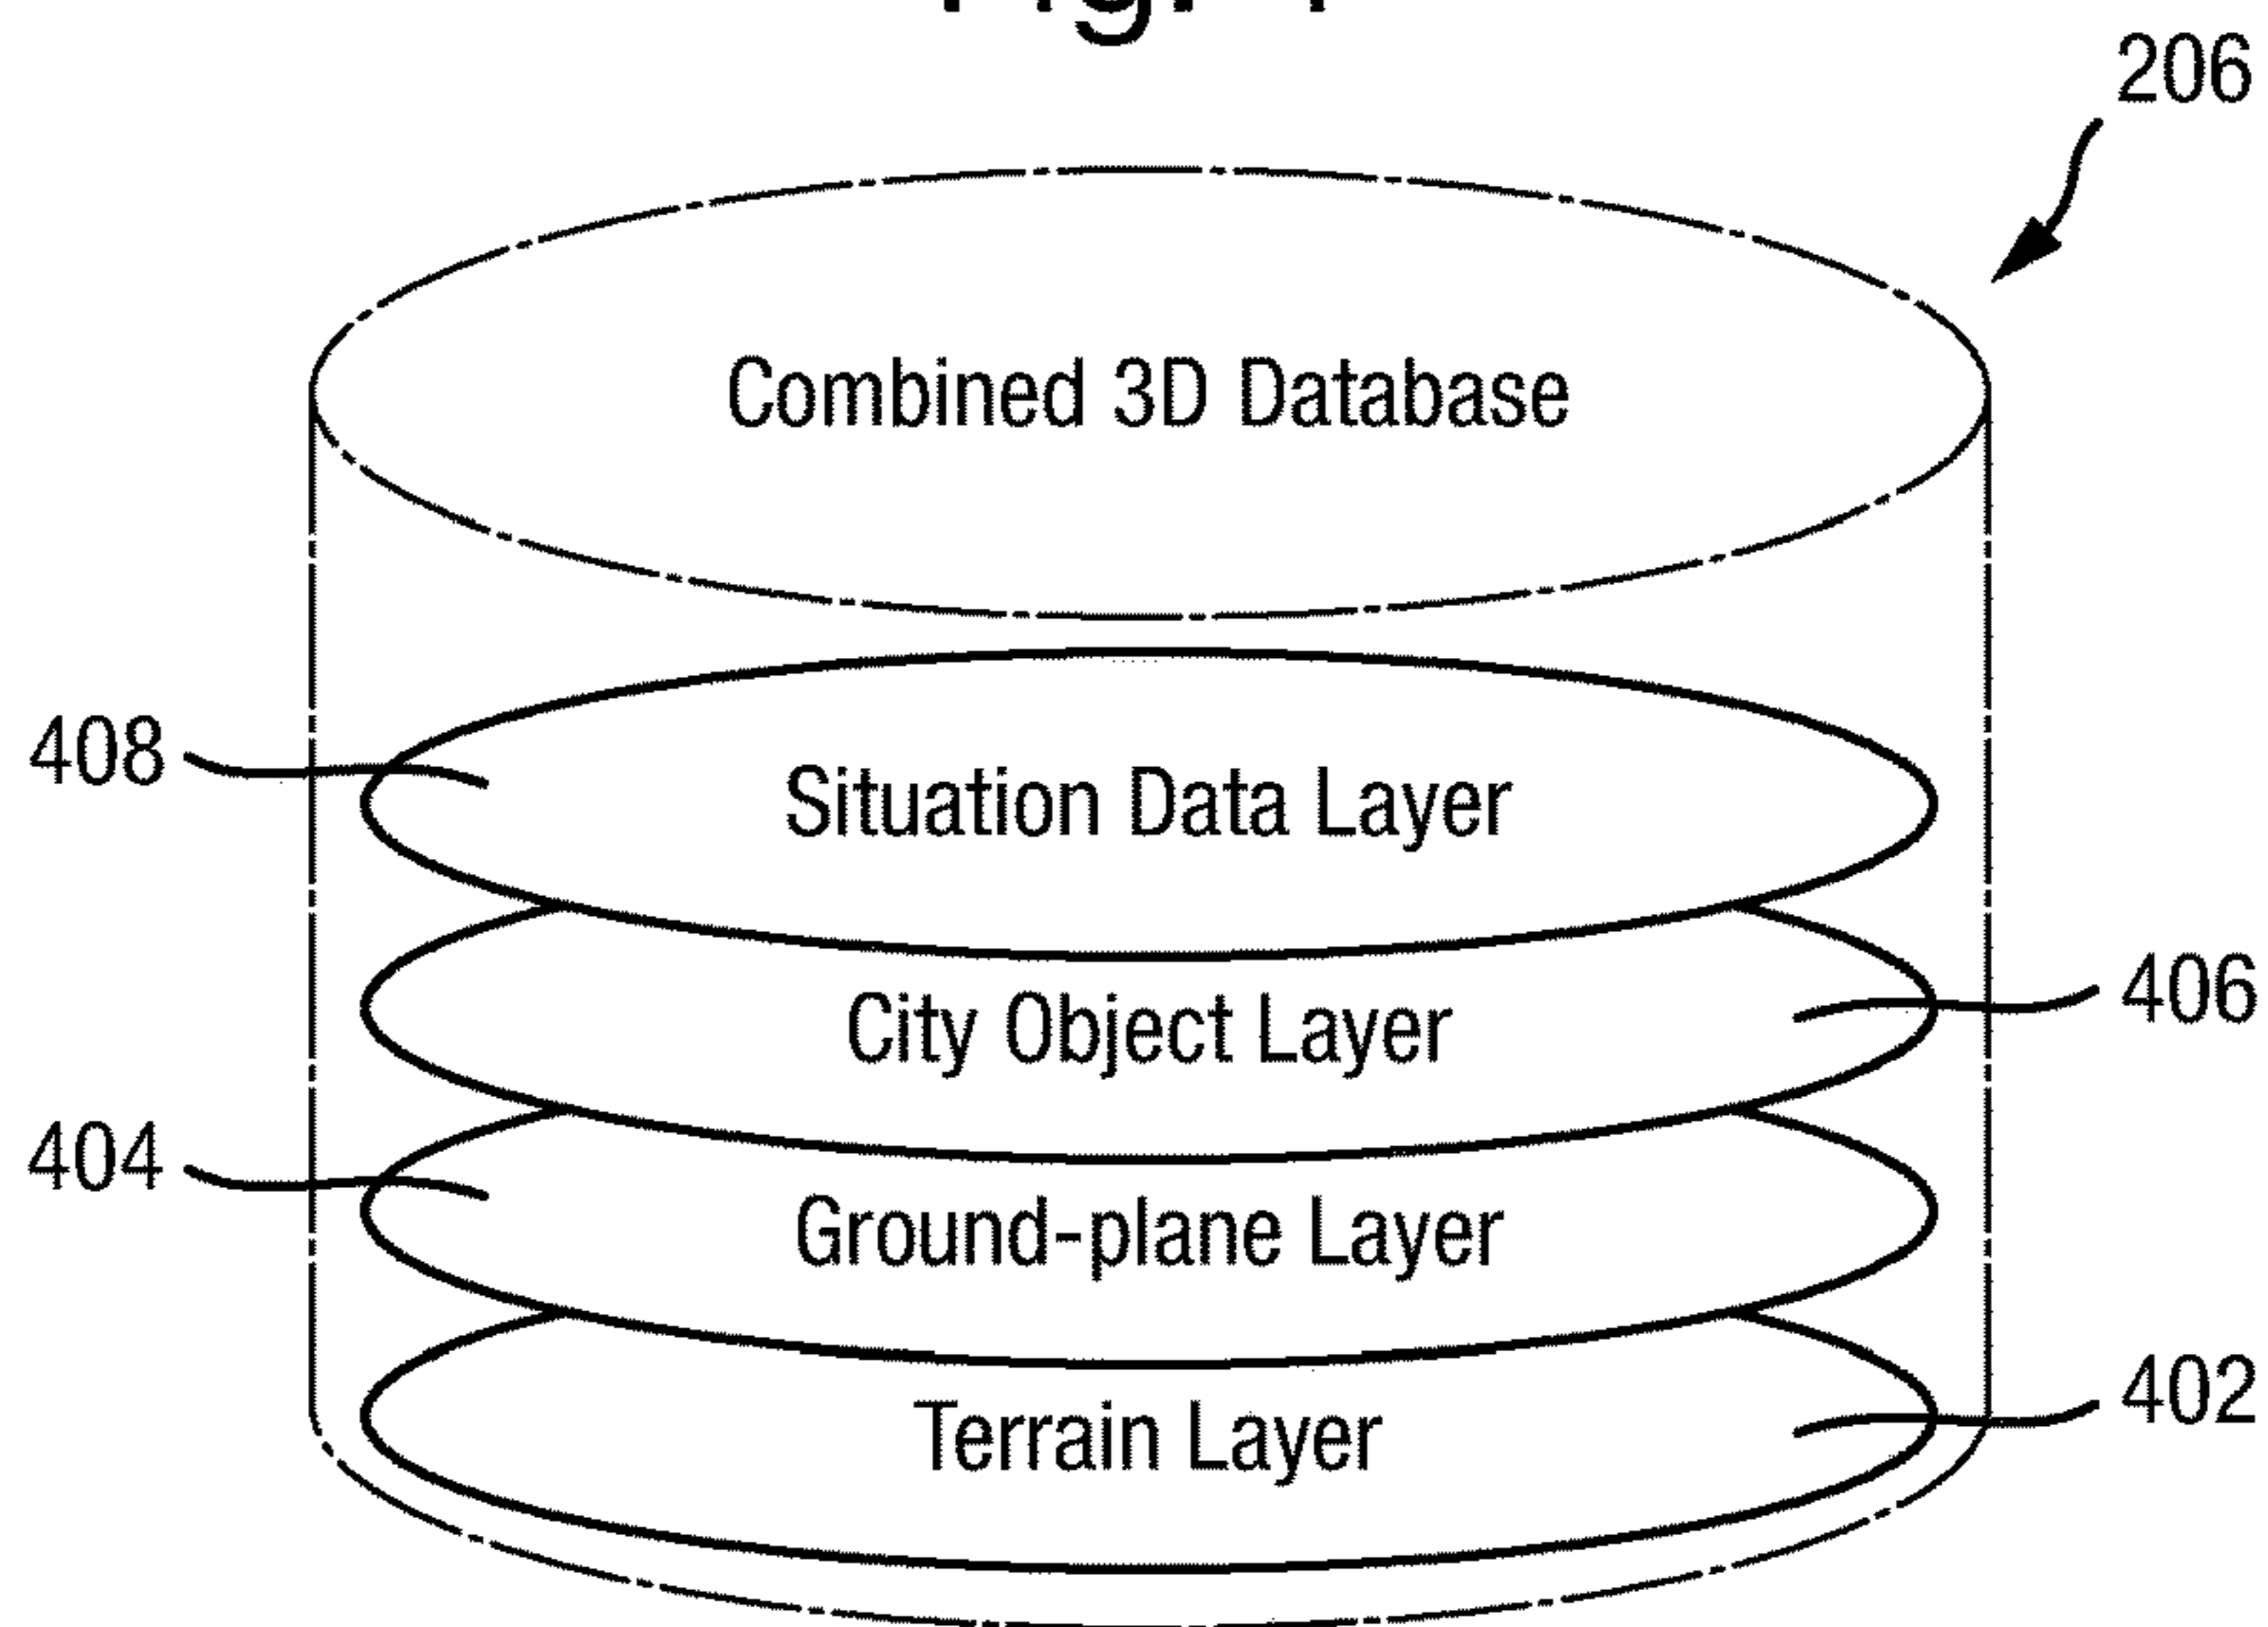 206
Combined 3D Database
408
Situation Data Layer
City Object Layer
406
404
Ground-plane Layer
Terrain Layer
402